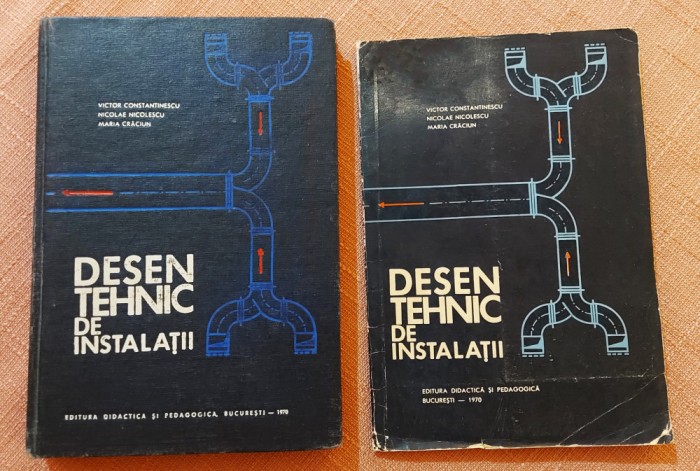 VICTOR CONSTANTINESCU
NICOLAE NICOLESCU
MARIA CRĂCIUN
DESEN
TEHNIC
DE
INSTALAȚII
EDITURA DIDACTICA ȘI PEDAGOGICA, BUCUREȘTI — 1970
VICTOR CONSTANTINESCU
NICOLAE NICOLESCU
MARIA CRĂCIUN
DESEN
TEHNIC
DE
INSTALAȚII
EDITURA DIDACTICĂ ȘI PEDAGOGICĂ
BUCUREȘTI — 1970